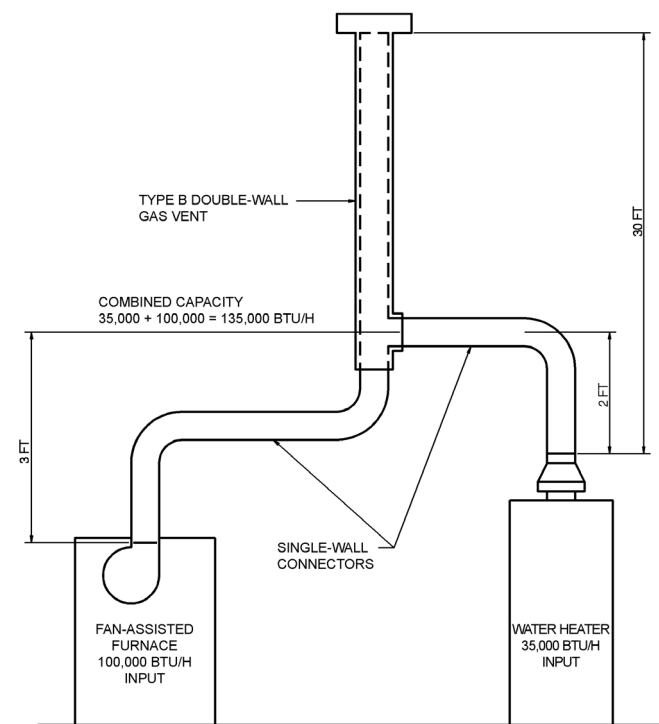 TYPE B DOUBLE-WALL
GAS VENT
30 FT
COMBINED CAPACITY
35,000 + 100,000 = 135,000 BTU/H
3 FT
2 FT
SINGLE-WALL
CONNECTORS
FAN-ASSISTED
FURNACE
100,000 BTU/H
INPUT
WATER HEATER
35,000 BTU/H
INPUT